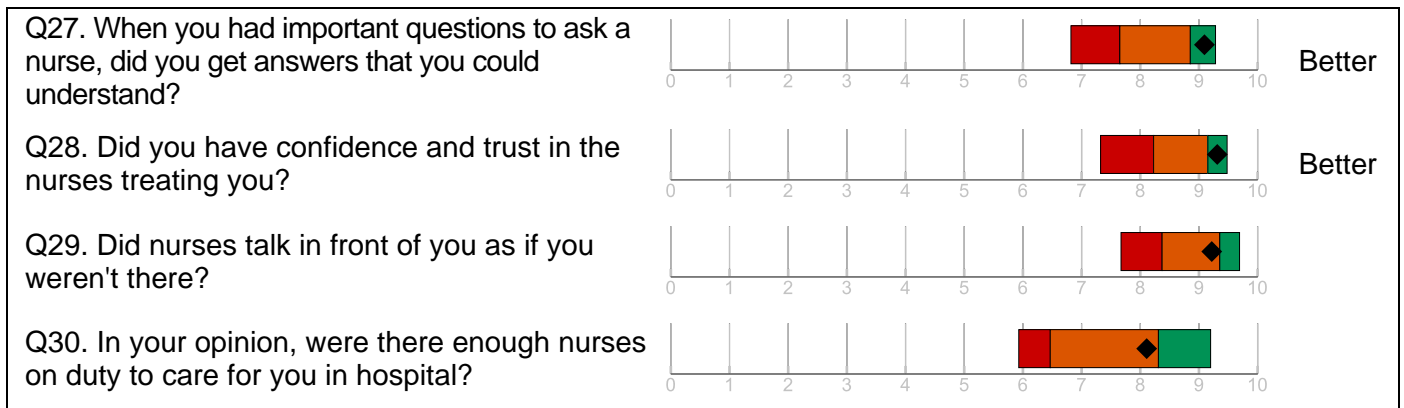 Q27. When you had important questions to ask a
nurse, did you get answers that you could
understand?
0 1 2 3 4 5 6 7 8 9 10
Better
Q28. Did you have confidence and trust in the
nurses treating you?
0 1 2 3 4 5 6 7 8 9 10
Better
Q29. Did nurses talk in front of you as if you
weren't there?
0 1 2 3 4 5 6 7 8 9 10
Q30. In your opinion, were there enough nurses
on duty to care for you in hospital?
0 1 2 3 4 5 6 7 8 9 10